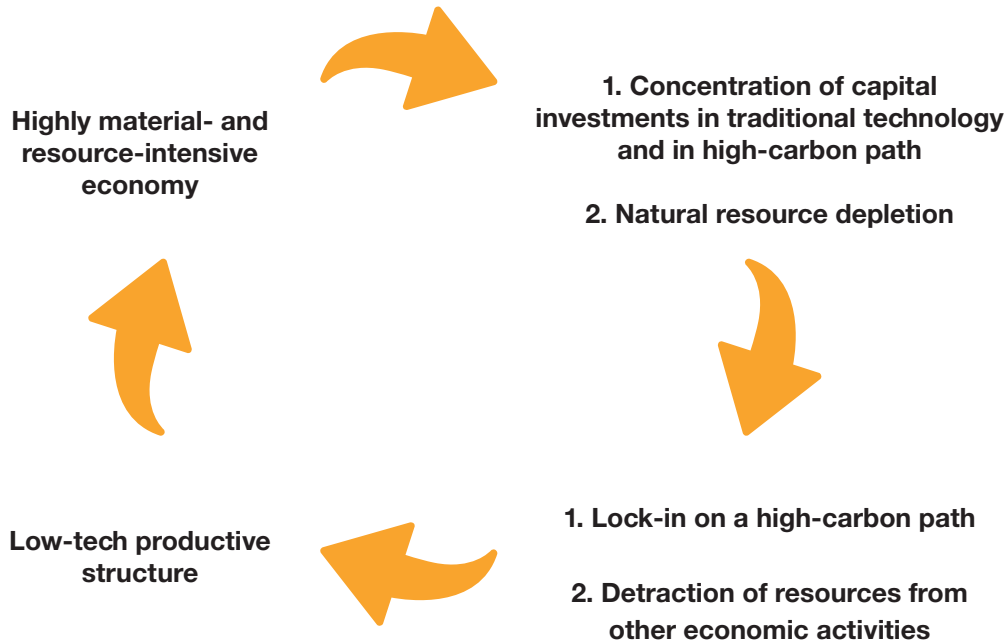 Highly material- and
resource-intensive
economy
1. Concentration of capital
investments in traditional technology
and in high-carbon path
2. Natural resource depletion
1. Lock-in on a high-carbon path
2. Detraction of resources from
other economic activities
Low-tech productive
structure